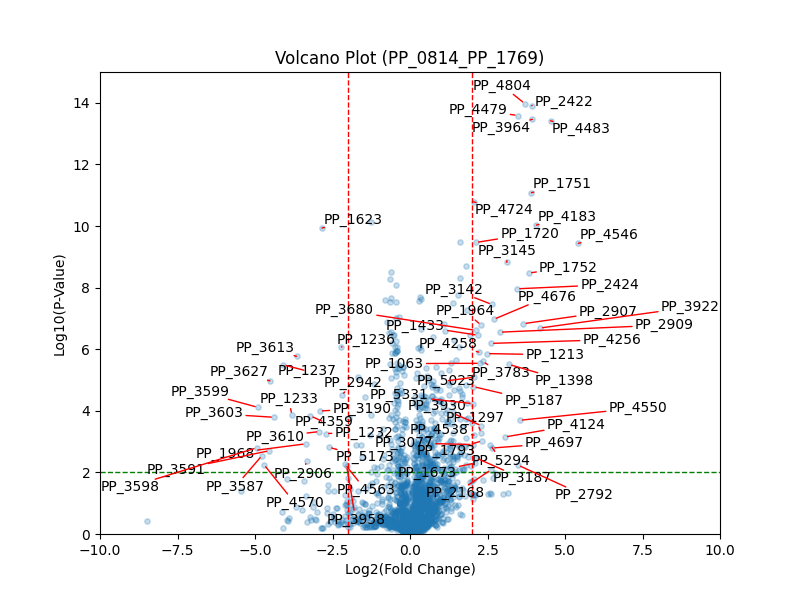 Volcano Plot (PP_0814_PP_1769)
PP_4804
PP_2422
PP_4479
PP_3964
PP_4483
PP_1751
PP_4724
PP_4183
PP_1623
PP_1720
PP_4546
PP_3145
PP_1752
PP_2424
PP_3142
PP_4676
PP_3680
PP_1964
PP_2907
PP_3922
PP_1433
PP_2909
PP_1236
PP_4258
PP_4256
PP_3613
PP_1213
PP_1063
PP_3627
PP_1237
PP_3783
PP_5023
PP_1398
PP_2942
PP_3599
PP_5331
PP_1233
PP_5187
PP_3930
PP_3190
PP_4550
PP_3603
PP_4359
PP_1297
PP_4124
PP_4538
PP_1232
PP_3610
PP_3077
PP_4697
PP_1968
PP_5173
PP_1793
PP_5294
PP_3591
PP_2906
PP_1673
PP_3187
PP_3598
PP_3587
PP_4563
PP_2168
PP_2792
PP_4570
PP_3958
14
12
10
8
6
4
2
0
−10.0 −7.5 −5.0 −2.5 0.0 2.5 5.0 7.5 10.0
Log2(Fold Change)
Log10(P-Value)